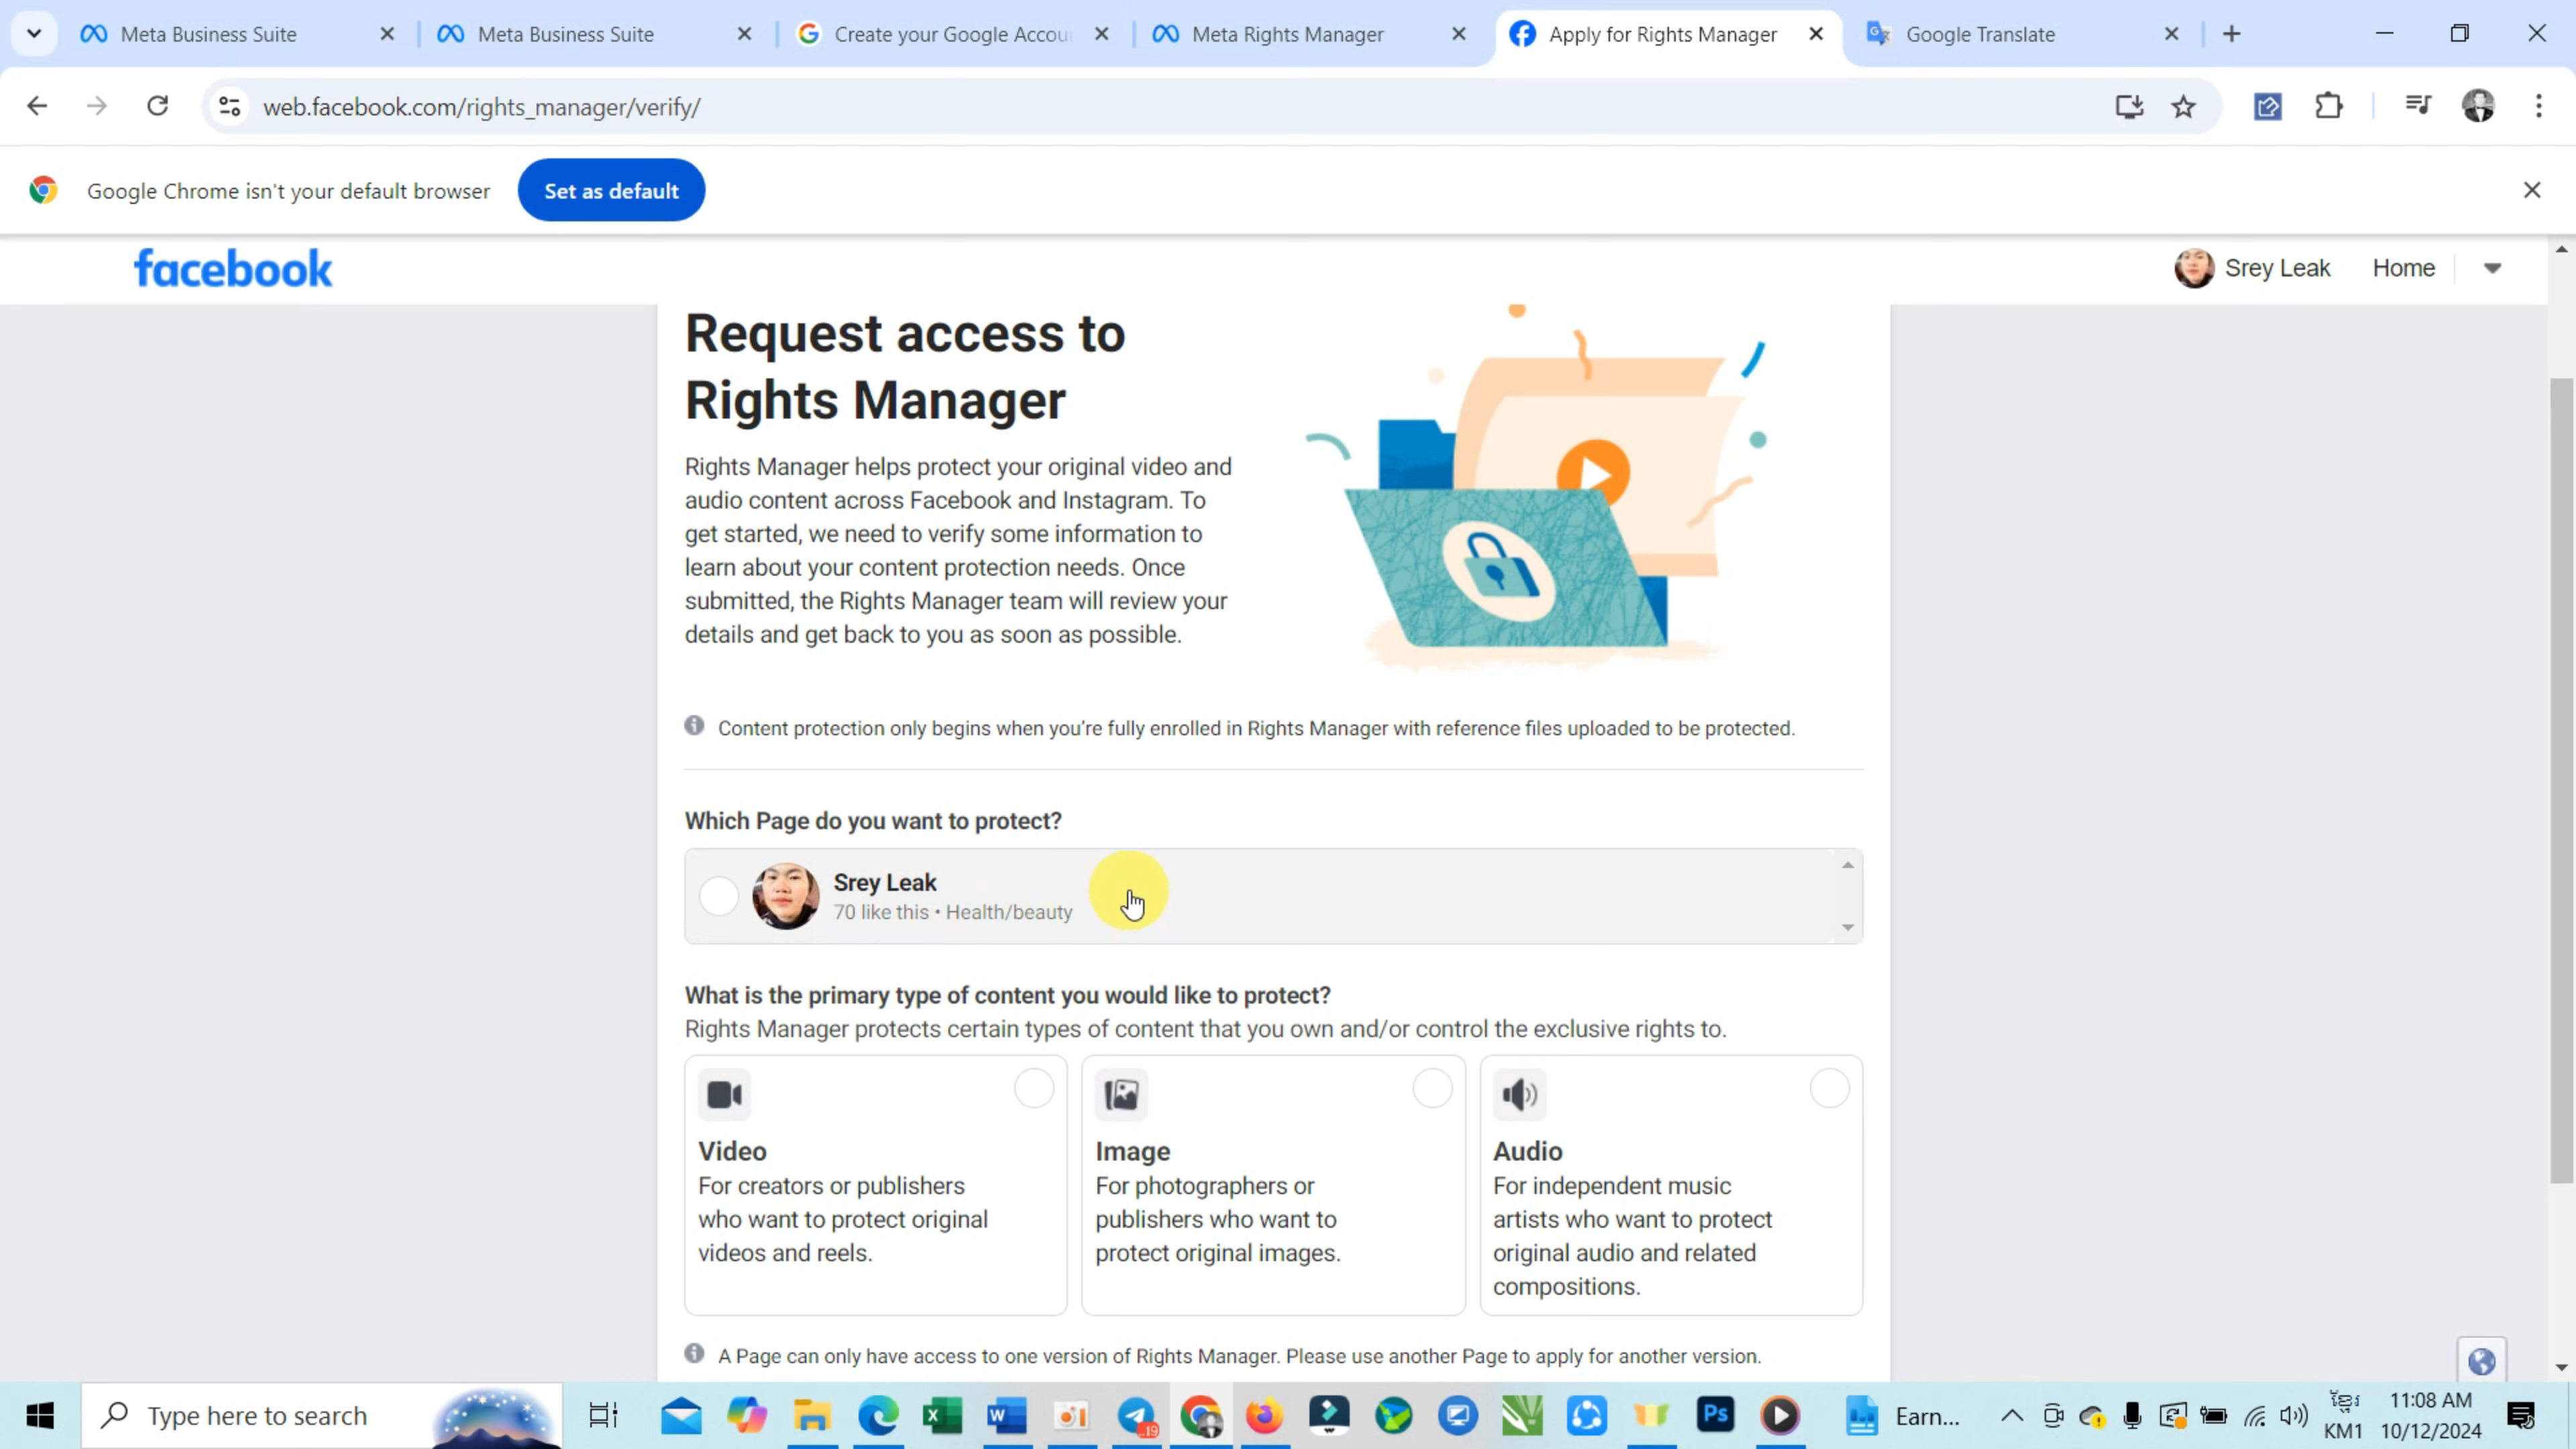 Meta Business Suite
Meta Business Suite
Create your Google Accou
Meta Rights Manager
Apply for Rights Manager
Google Translate
web.facebook.com/rights_manager/verify/
Google Chrome isn't your default browser
Set as default
facebook
Srey Leak
Home
Request access to
Rights Manager
Rights Manager helps protect your original video and
audio content across Facebook and Instagram. To
get started, we need to verify some information to
learn about your content protection needs. Once
submitted, the Rights Manager team will review your
details and get back to you as soon as possible.
Content protection only begins when you're fully enrolled in Rights Manager with reference files uploaded to be protected.
Which Page do you want to protect?
Srey Leak
70 like this • Health/beauty
What is the primary type of content you would like to protect?
Rights Manager protects certain types of content that you own and/or control the exclusive rights to.
Video
For creators or publishers
who want to protect original
videos and reels.
Image
For photographers or
publishers who want to
protect original images.
Audio
For independent music
artists who want to protect
original audio and related
compositions.
A Page can only have access to one version of Rights Manager. Please use another Page to apply for another version.
Type here to search
19
Ps
Earn...
ខ្មែរ
KM1
11:08 AM
10/12/2024